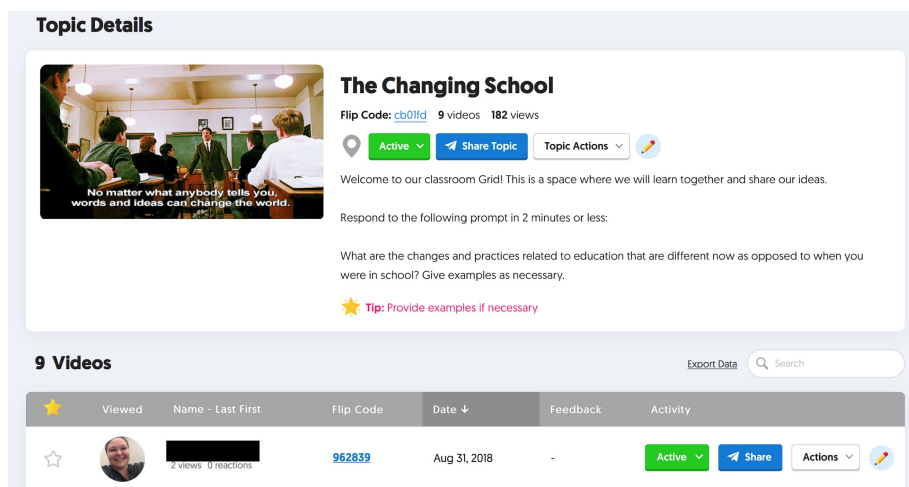 Topic Details
No matter what anybody tells you,
words and ideas can change the world.
The Changing School
Flip Code: cb01fd 9 videos 182 views
Active Share Topic Topic Actions
Welcome to our classroom Grid! This is a space where we will learn together and share our ideas.
Respond to the following prompt in 2 minutes or less:
What are the changes and practices related to education that are different now as opposed to when you
were in school? Give examples as necessary.
Tip: Provide examples if necessary
9 Videos
Export Data Search
Viewed Name - Last First Flip Code Date ↓ Feedback Activity
2 views 0 reactions 962839 Aug 31, 2018 - Active Share Actions